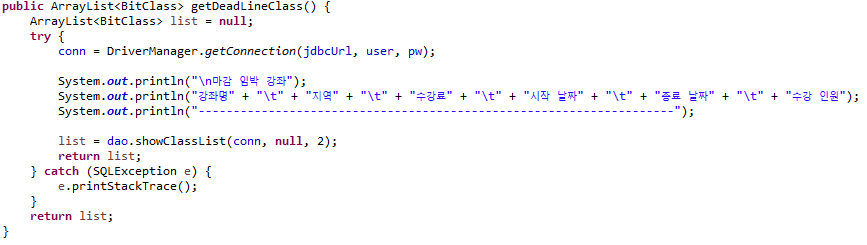 public ArrayList<BitClass> getDeadLineClass() {
    ArrayList<BitClass> list = null;
    try {
        conn = DriverManager.getConnection(jdbcUrl, user, pw);

        System.out.println("\n마감 임박 강좌");
        System.out.println("강좌명" + "\t" + "지역" + "\t" + "수강료" + "\t" + "시작 날짜" + "\t" + "종료 날짜" + "\t" + "수강 인원");
        System.out.println("--------------------------------------------------------------------");

        list = dao.showClassList(conn, null, 2);
        return list;
    } catch (SQLException e) {
        e.printStackTrace();
    }
    return list;
}